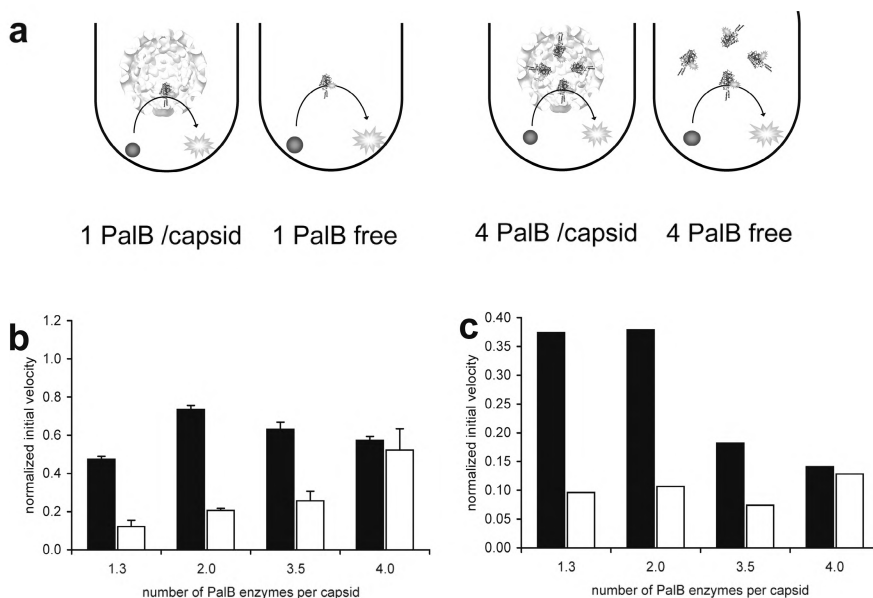 a
1 PalB /capsid 1 PalB free 4 PalB /capsid 4 PalB free
b
normalized initial velocity
1.2
1.0
0.8
0.6
0.4
0.2
0.0
1.3 2.0 3.5 4.0
number of PalB enzymes per capsid
c
normalized initial velocity
0.40
0.35
0.30
0.25
0.20
0.15
0.10
0.05
0.00
1.3 2.0 3.5 4.0
number of PalB enzymes per capsid